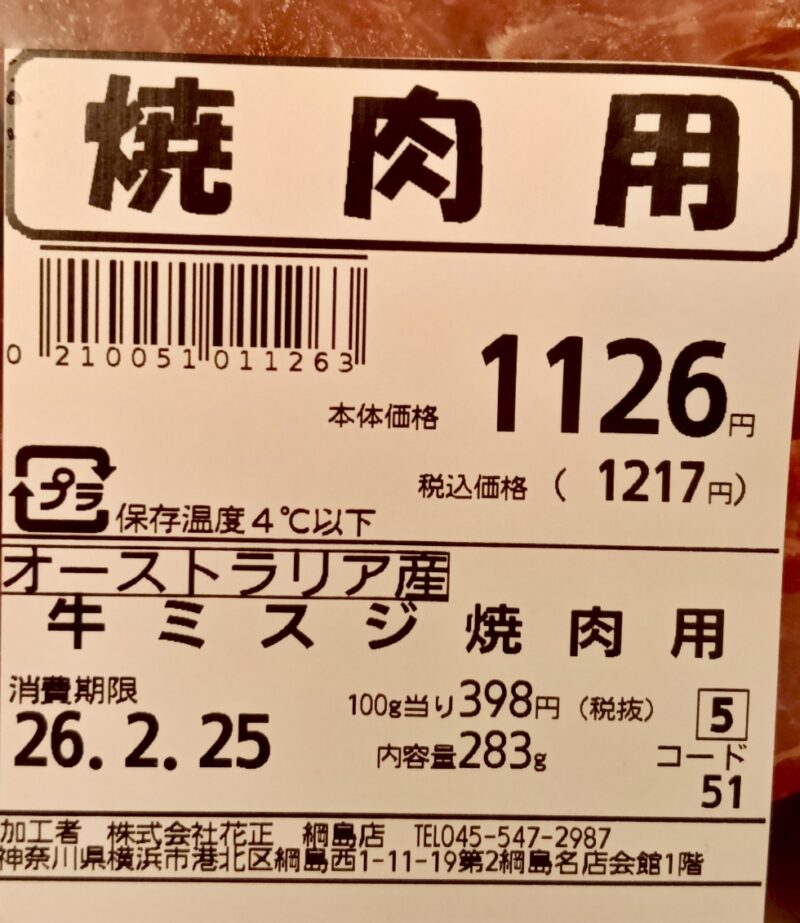 焼肉用
0 210051 011263
本体価格 1126円
税込価格 ( 1217円)
プラ 保存温度4℃以下
オーストラリア産
牛ミスジ焼肉用
消費期限 100g当り398円 (税抜) 5
26.2.25 内容量283g コード
51
加工者 株式会社花正 綱島店 TEL045-547-2987
神奈川県横浜市港北区綱島西1-11-19第2綱島名店会館1階